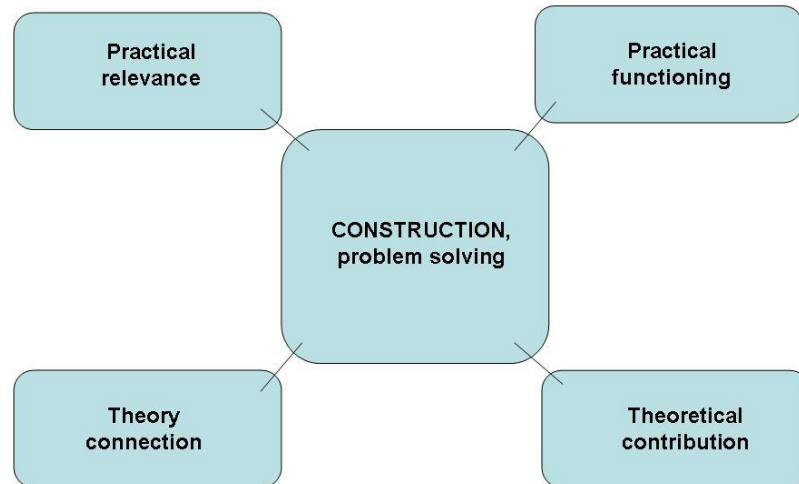 Practical
relevance
Practical
functioning
CONSTRUCTION,
problem solving
Theory
connection
Theoretical
contribution